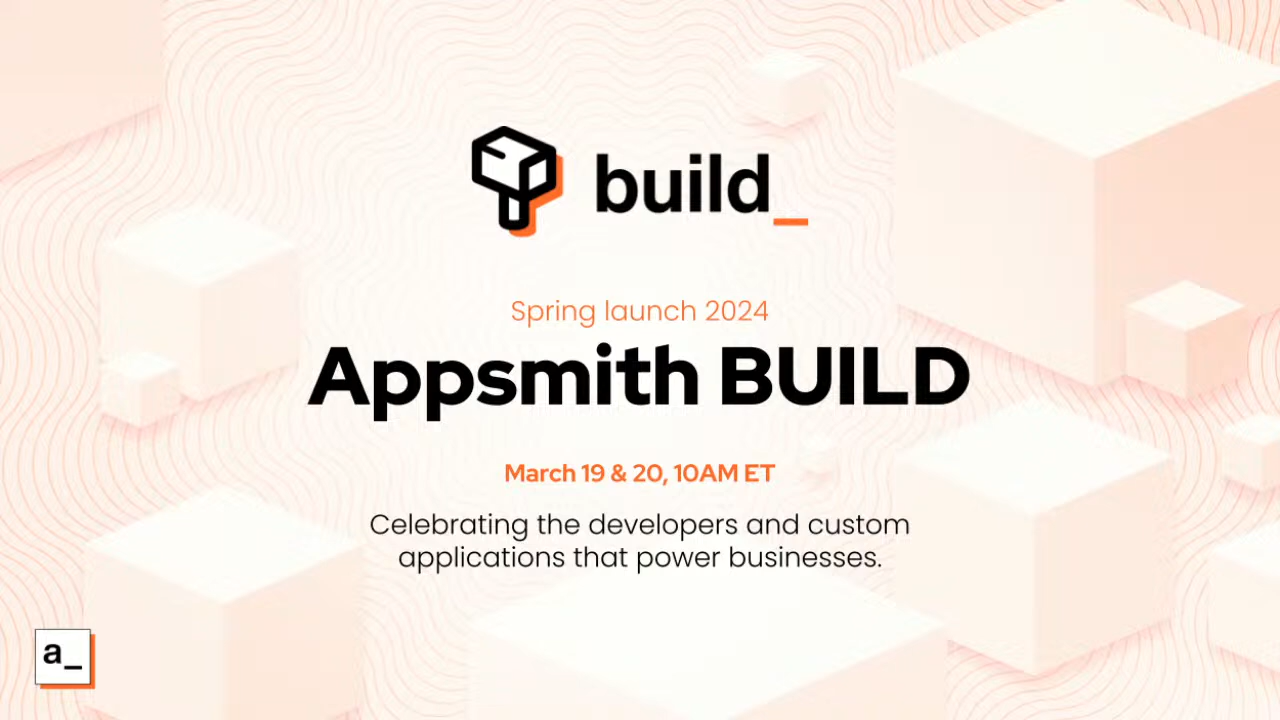 build_
Spring launch 2024
Appsmith BUILD
March 19 & 20, 10AM ET
Celebrating the developers and custom
applications that power businesses.
a_